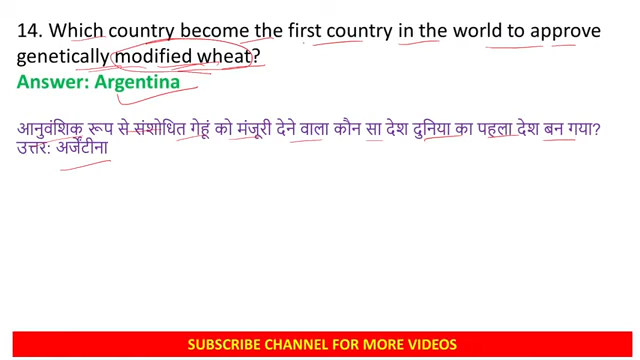 14. Which country become the first country in the world to approve
genetically modified wheat?
Answer: Argentina
आनुवंशिक रूप से संशोधित गेहूं को मंजूरी देने वाला कौन सा देश दुनिया का पहला देश बन गया?
उत्तर: अर्जेंटीना
SUBSCRIBE CHANNEL FOR MORE VIDEOS